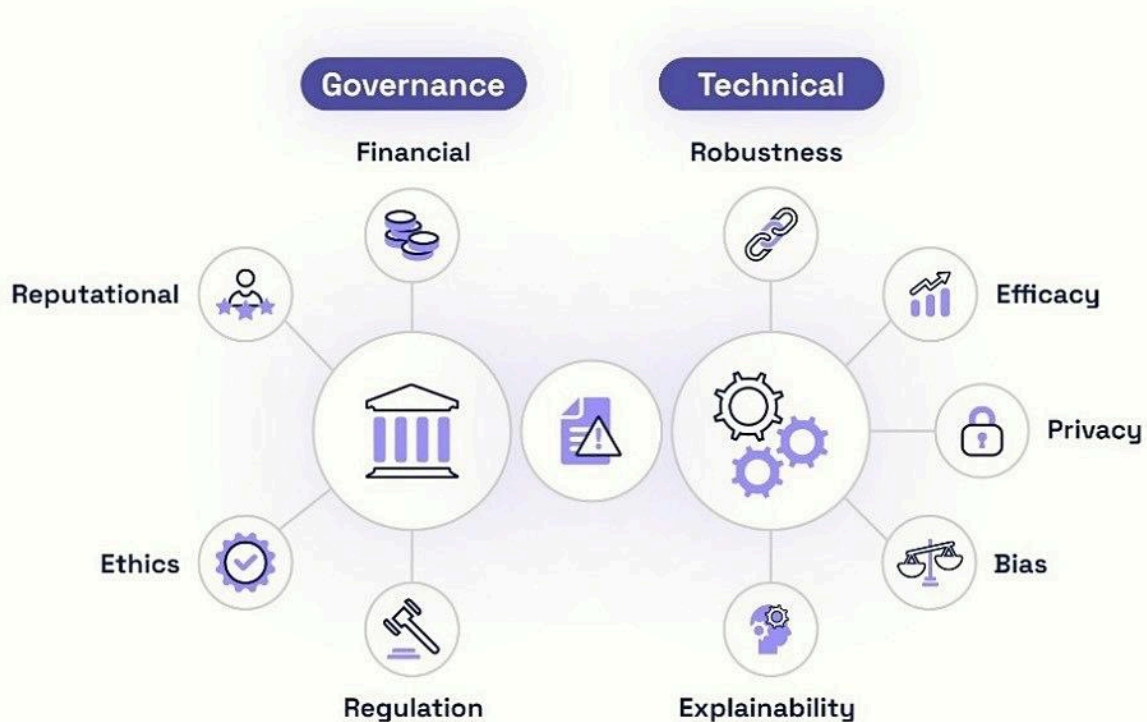 Governance
Technical
Financial
Robustness
Reputational
Efficacy
Privacy
Ethics
Bias
Regulation
Explainability